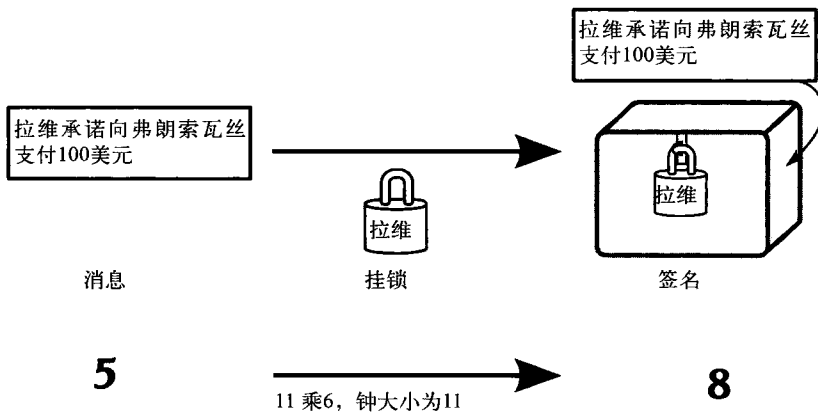 拉维承诺向弗朗索瓦丝
支付100美元
拉维承诺向弗朗索瓦丝
支付100美元
拉维
拉维
消息
挂锁
签名
5
11 乘6，钟大小为11
8